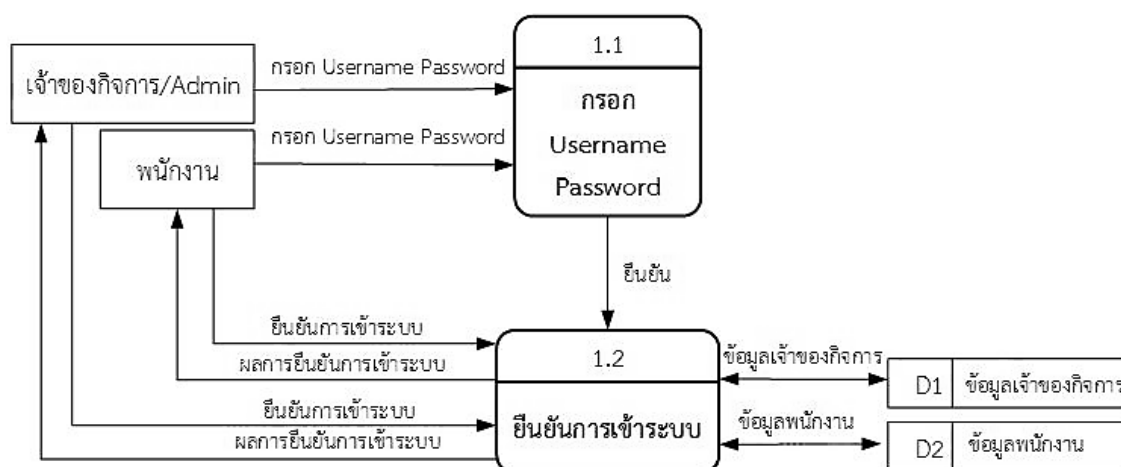 1.1
กรอก
Username
Password
เจ้าของกิจการ/Admin
กรอก Username Password
พนักงาน
กรอก Username Password
ยืนยัน
ยืนยันการเข้าระบบ
ผลการยืนยันการเข้าระบบ
ยืนยันการเข้าระบบ
ผลการยืนยันการเข้าระบบ
1.2
ยืนยันการเข้าระบบ
ข้อมูลเจ้าของกิจการ
D1 ข้อมูลเจ้าของกิจการ
ข้อมูลพนักงาน
D2 ข้อมูลพนักงาน